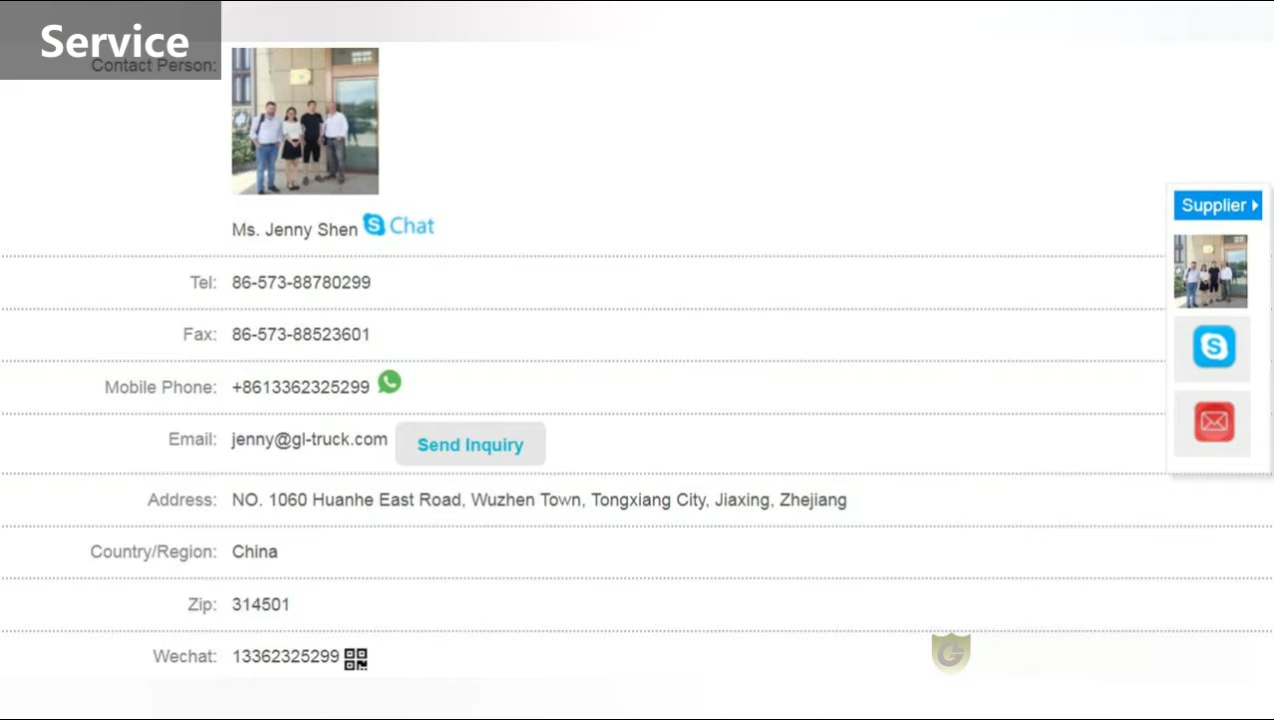 Service
Contact Person:
Ms. Jenny Shen Chat
Supplier
Tel: 86-573-88780299
Fax: 86-573-88523601
Mobile Phone: +8613362325299
Email: jenny@gl-truck.com Send Inquiry
Address: NO. 1060 Huanhe East Road, Wuzhen Town, Tongxiang City, Jiaxing, Zhejiang
Country/Region: China
Zip: 314501
Wechat: 13362325299